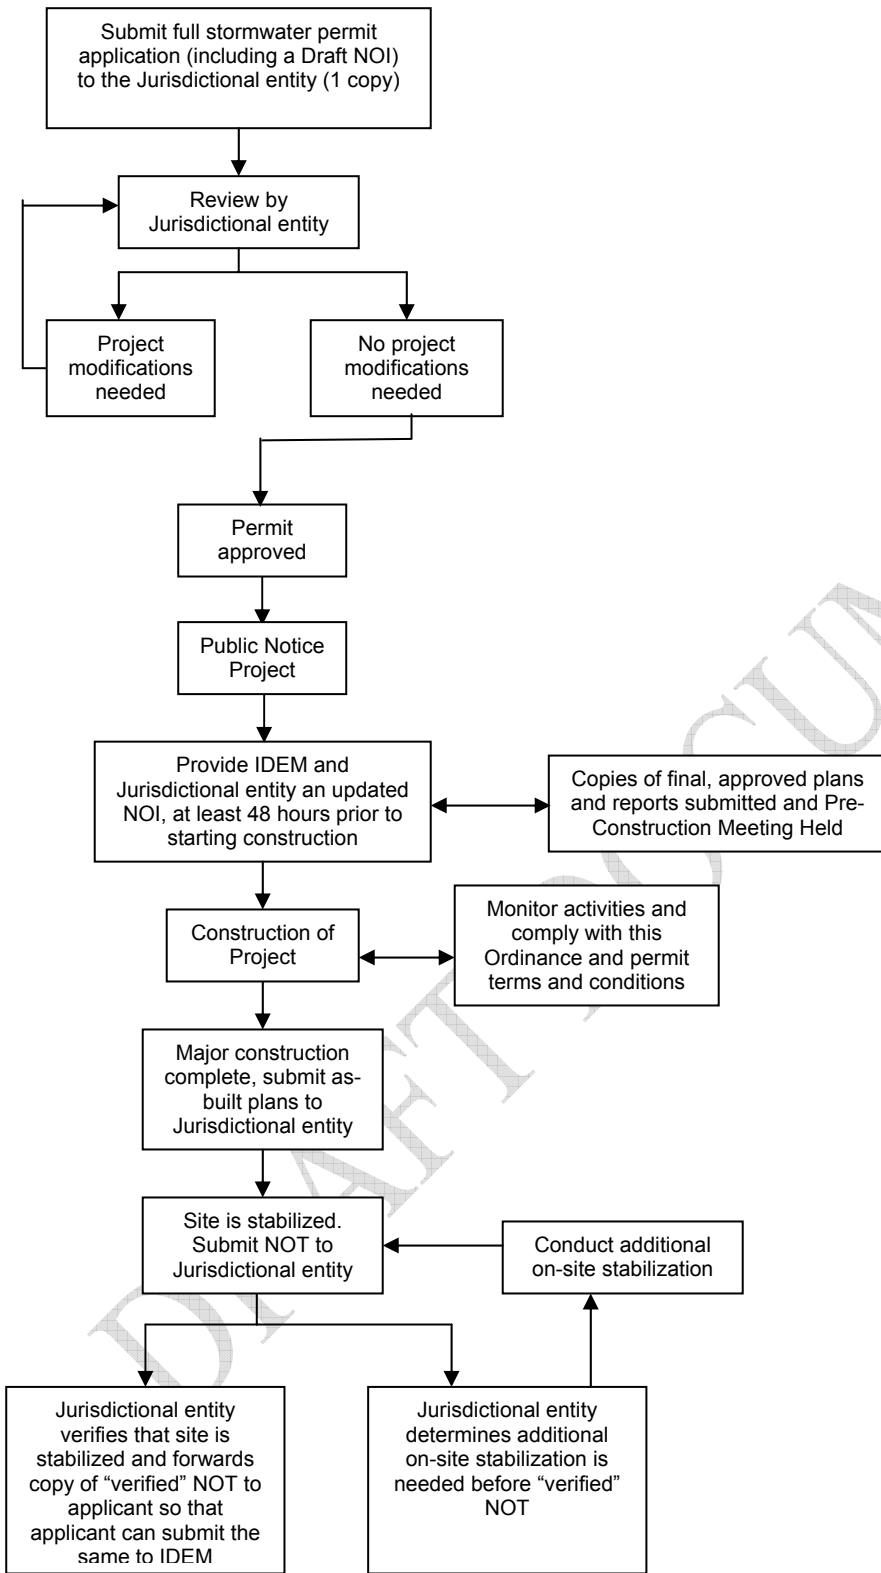 Submit full stormwater permit
application (including a Draft NOI)
to the Jurisdictional entity (1 copy)
Review by
Jurisdictional entity
Project
modifications
needed
No project
modifications
needed
Permit
approved
Public Notice
Project
Provide IDEM and
Jurisdictional entity an updated
NOI, at least 48 hours prior to
starting construction
Copies of final, approved plans
and reports submitted and Pre-
Construction Meeting Held
Construction of
Project
Monitor activities and
comply with this
Ordinance and permit
terms and conditions
Major construction
complete, submit as-
built plans to
Jurisdictional entity
Site is stabilized.
Submit NOT to
Jurisdictional entity
Conduct additional
on-site stabilization
Jurisdictional entity
verifies that site is
stabilized and forwards
copy of “verified” NOT to
applicant so that
applicant can submit the
same to IDEM
Jurisdictional entity
determines additional
on-site stabilization is
needed before “verified”
NOT